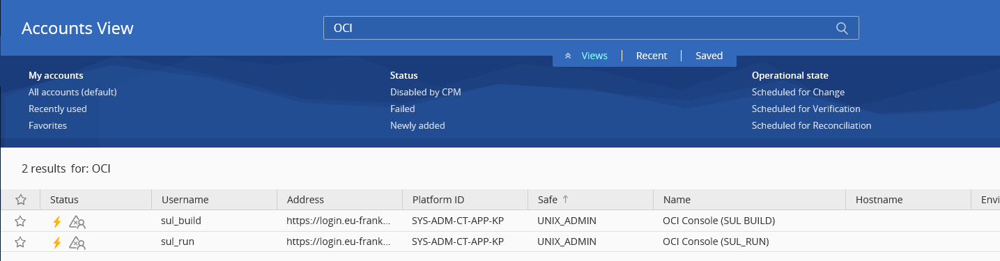 Accounts View
OCI
Views Recent Saved
My accounts Status Operational state
All accounts (default) Disabled by CPM Scheduled for Change
Recently used Failed Scheduled for Verification
Favorites Newly added Scheduled for Reconciliation
2 results for: OCI
Status Username Address Platform ID Safe ↑ Name Hostname Envi
sul_build https://login.eu-frank... SYS-ADM-CT-APP-KP UNIX_ADMIN OCI Console (SUL BUILD)
sul_run https://login.eu-frank... SYS-ADM-CT-APP-KP UNIX_ADMIN OCI Console (SUL_RUN)